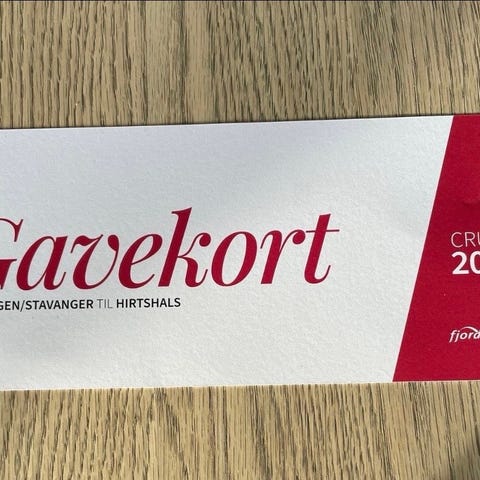 Gavekort
GEN/STAVANGER TIL HIRTSHALS
CRU
20
fjord